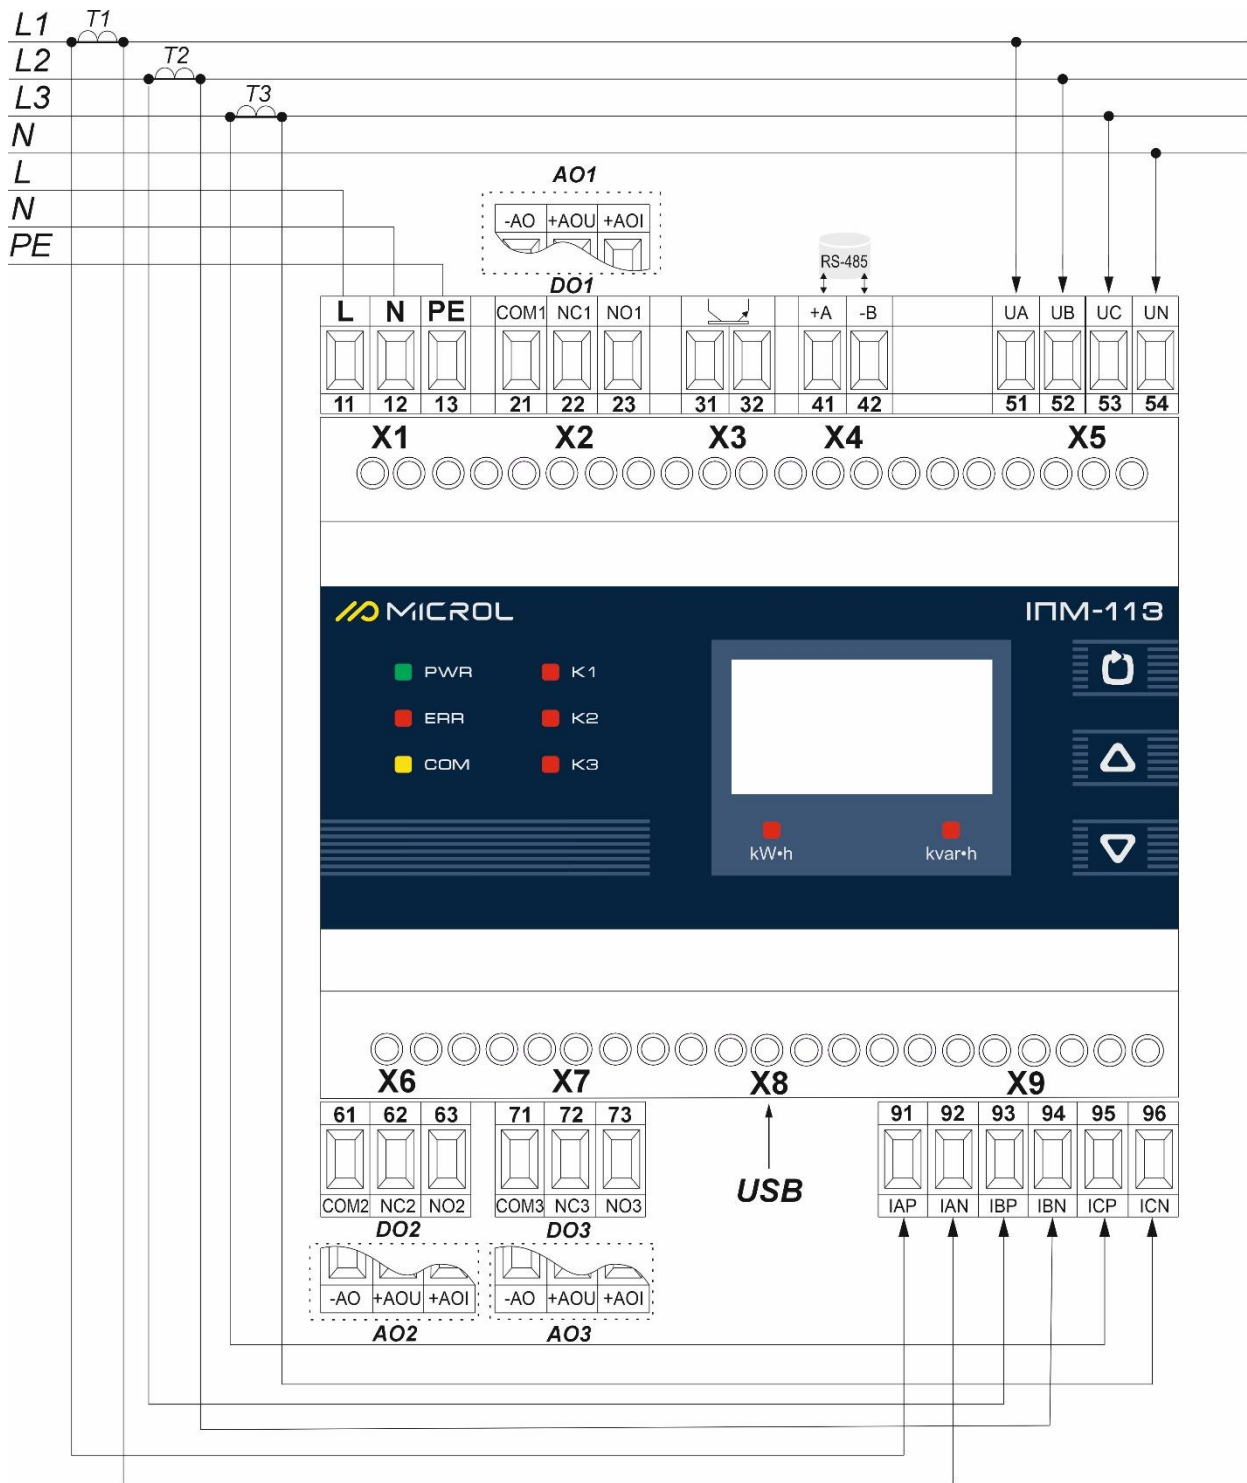 L1 T1
L2 T2
L3 T3
N
L
N
PE
AO1
-AO +AOU +AOI
RS-485
DO1
L N PE COM1 NC1 NO1 +A -B UA UB UC UN
11 12 13 21 22 23 31 32 41 42 51 52 53 54
X1 X2 X3 X4 X5
MICROL ІПМ-113
PWR K1
ERR K2
COM K3
kW•h kvar•h
X6 X7 X8 X9
61 62 63 71 72 73 91 92 93 94 95 96
USB
COM2 NC2 NO2 COM3 NC3 NO3 IAP IAN IBP IBN ICP ICN
DO2 DO3
-AO +AOU +AOI -AO +AOU +AOI
AO2 AO3